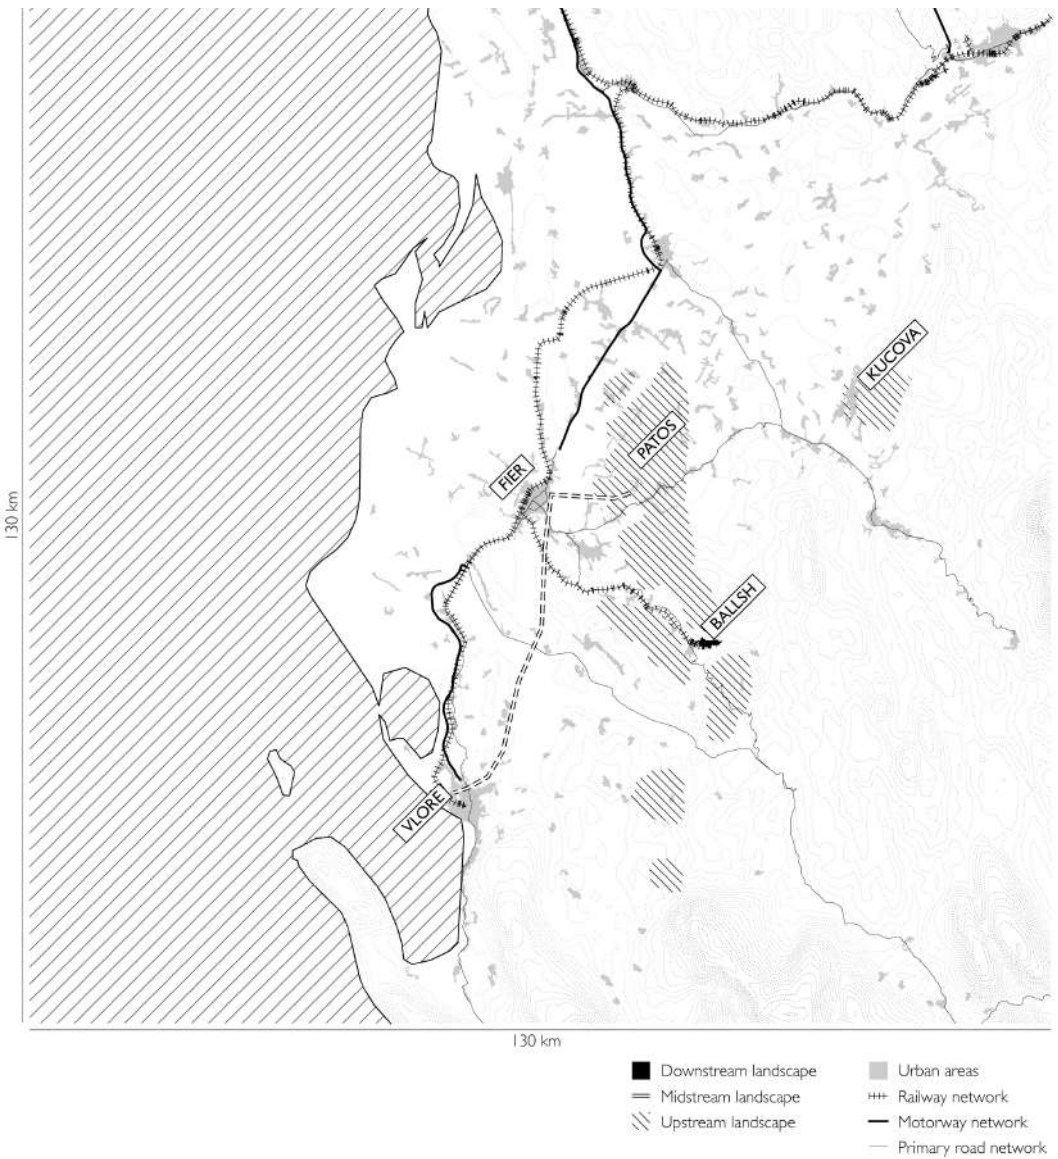 KUCOVA
PATOS
FIER
130 km
BALLSH
VLORE
130 km
Downstream landscape
Midstream landscape
Upstream landscape
Urban areas
Railway network
Motorway network
Primary road network